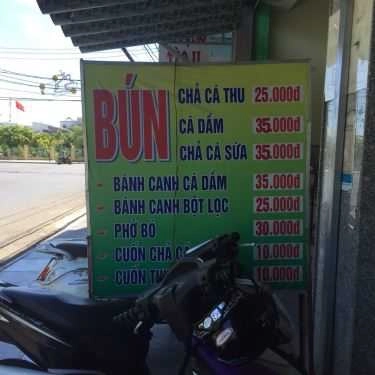 BÚN CHẢ CÁ THU 25.000đ
CÁ DẦM 35.000đ
CHẢ CÁ SỨA 35.000đ
- BÁNH CANH CÁ DẦM 35.000đ
- BÁNH CANH BỘT LỌC 25.000đ
- PHỞ BÒ 30.000đ
- CUỐN CHẢ 10.000đ
- CUỐN 10.000đ